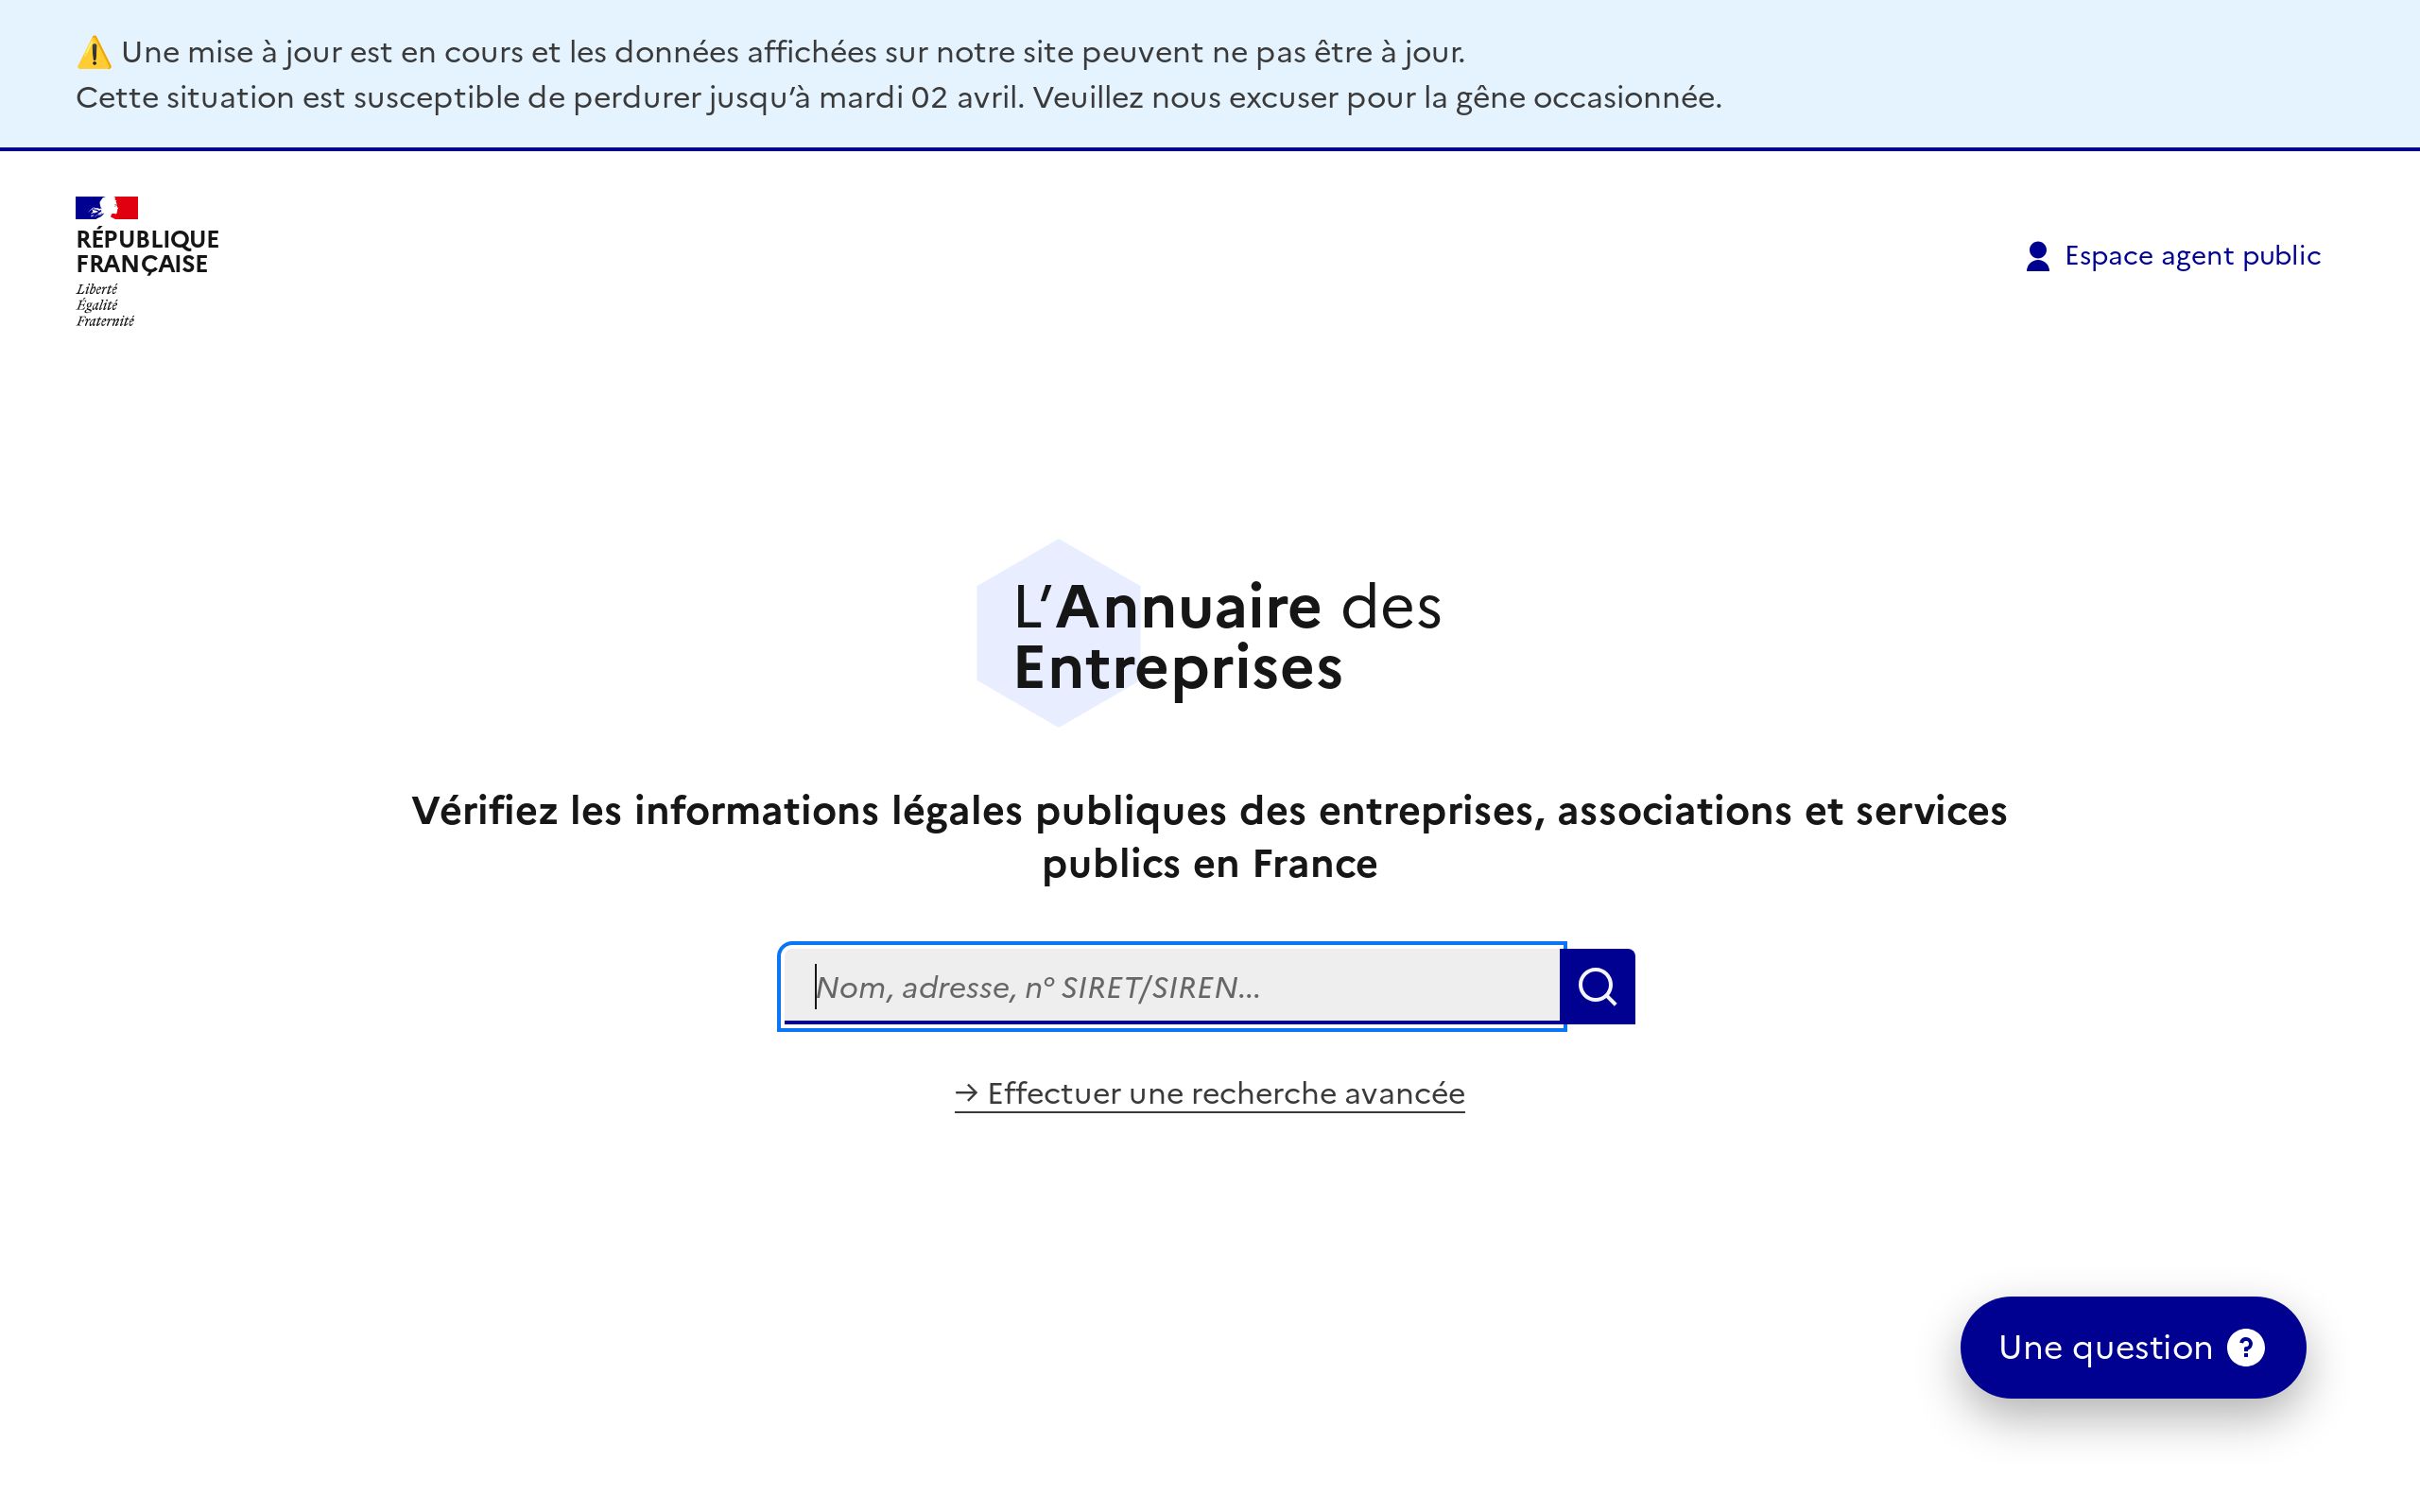 ⚠️ Une mise à jour est en cours et les données affichées sur notre site peuvent ne pas être à jour.
Cette situation est susceptible de perdurer jusqu’à mardi 02 avril. Veuillez nous excuser pour la gêne occasionnée.
RÉPUBLIQUE
FRANÇAISE
Liberté
Égalité
Fraternité
Espace agent public
L’Annuaire des
Entreprises
Vérifiez les informations légales publiques des entreprises, associations et services
publics en France
Nom, adresse, n° SIRET/SIREN...
→ Effectuer une recherche avancée
Une question ?